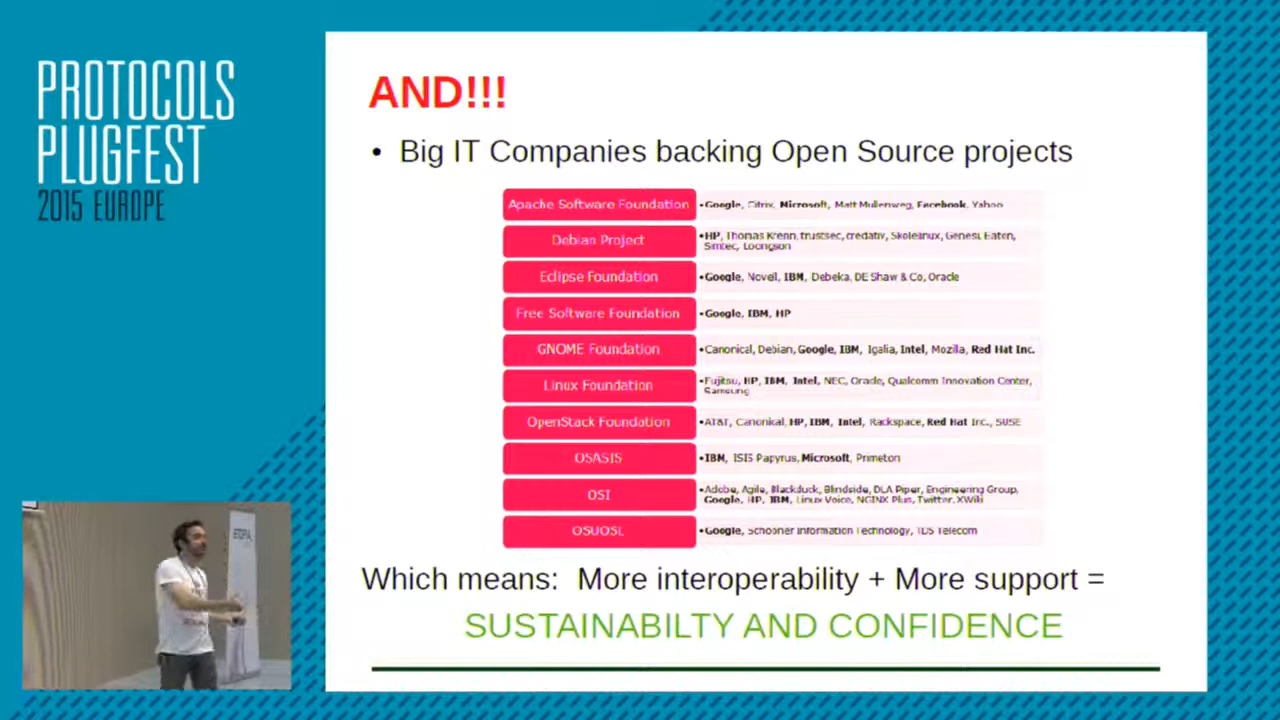 PROTOCOLS
PLUGFEST
2015 EUROPE
AND!!!
• Big IT Companies backing Open Source projects
Apache Software Foundation •Google, Citrix, Microsoft, Matt Mullenweg, Facebook, Yahoo
Debian Project •HP, Thomas Krenn, trustsec, credativ, Skolelinux, Genesi, Eaten,
Simtec, Loongson
Eclipse Foundation •Google, Novell, IBM, Debeka, DE Shaw & Co, Oracle
Free Software Foundation •Google, IBM, HP
GNOME Foundation •Canonical, Debian, Google, IBM, Igalia, Intel, Mozilla, Red Hat Inc.
Linux Foundation •Fujitsu, HP, IBM, Intel, NEC, Oracle, Qualcomm Innovation Center,
Samsung
OpenStack Foundation •AT&T, Canonical, HP, IBM, Intel, Rackspace, Red Hat Inc., SUSE
OSASIS •IBM, ISIS Papyrus, Microsoft, Primeton
OSI •Adobe, Agile, Blackduck, Blindside, DLA Piper, Engineering Group,
Google, HP, IBM, Linux Voice, NGINX Plus, Twitter, XWiki
OSUOSL •Google, Schooner Information Technology, TDS Telecom
Which means: More interoperability + More support =
SUSTAINABILTY AND CONFIDENCE